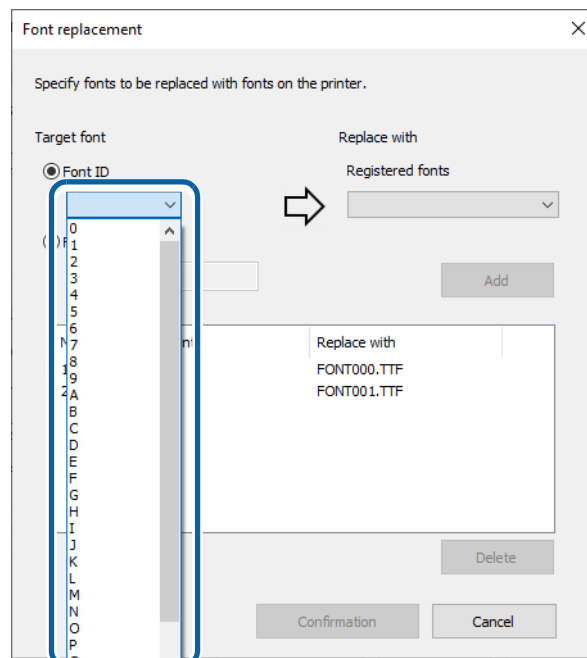 Font replacement
Specify fonts to be replaced with fonts on the printer.
Target font
Replace with
Font ID
Registered fonts
0
1
2
3
4
5
6
7
8
9
A
B
C
D
E
F
G
H
I
J
K
L
M
N
O
P
Add
Replace with
1
FONT000.TTF
2
FONT001.TTF
Delete
Confirmation
Cancel